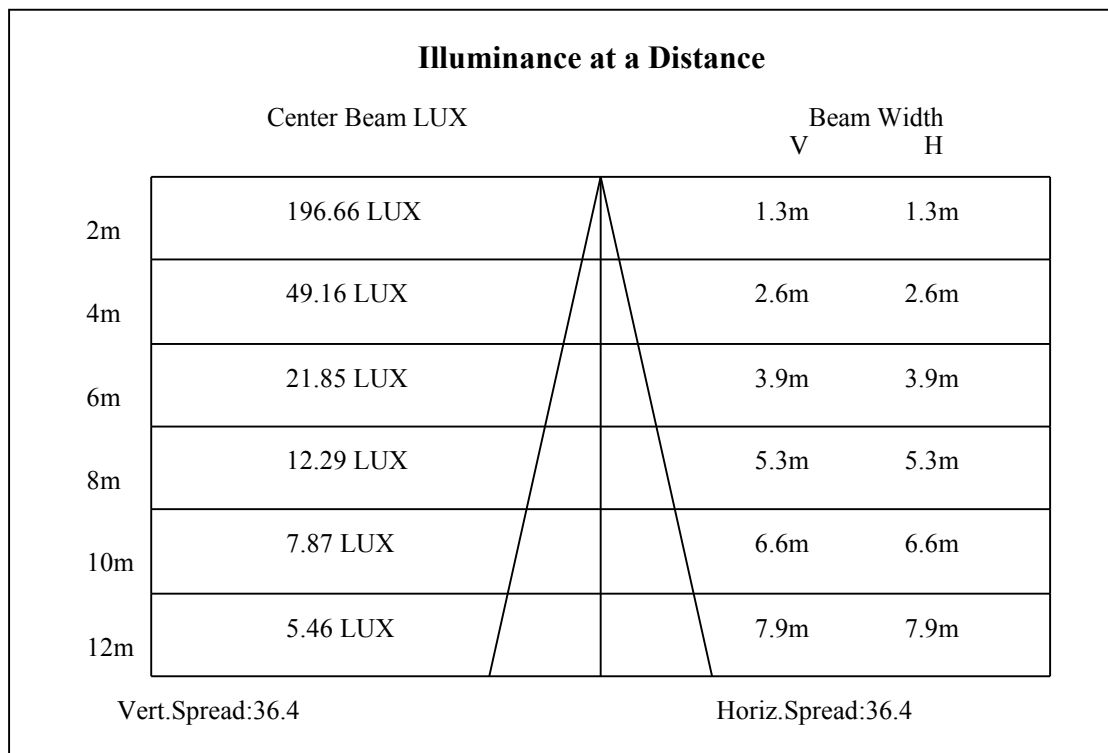 Illuminance at a Distance
Center Beam LUX Beam Width
V H
196.66 LUX 1.3m 1.3m
2m
49.16 LUX 2.6m 2.6m
4m
21.85 LUX 3.9m 3.9m
6m
12.29 LUX 5.3m 5.3m
8m
7.87 LUX 6.6m 6.6m
10m
5.46 LUX 7.9m 7.9m
12m
Vert.Spread:36.4 Horiz.Spread:36.4